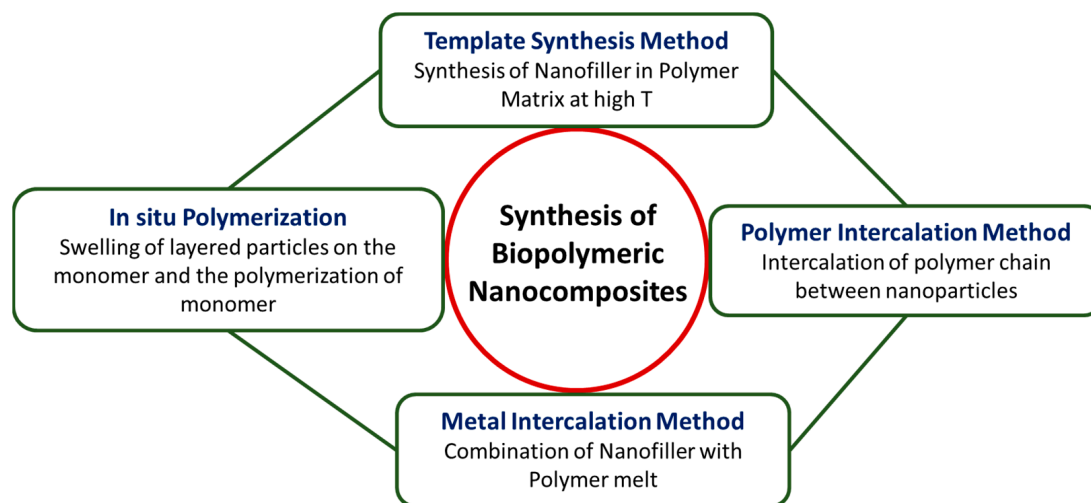 Template Synthesis Method
Synthesis of Nanofiller in Polymer
Matrix at high T
In situ Polymerization
Swelling of layered particles on the
monomer and the polymerization of
monomer
Synthesis of
Biopolymeric
Nanocomposites
Polymer Intercalation Method
Intercalation of polymer chain
between nanoparticles
Metal Intercalation Method
Combination of Nanofiller with
Polymer melt